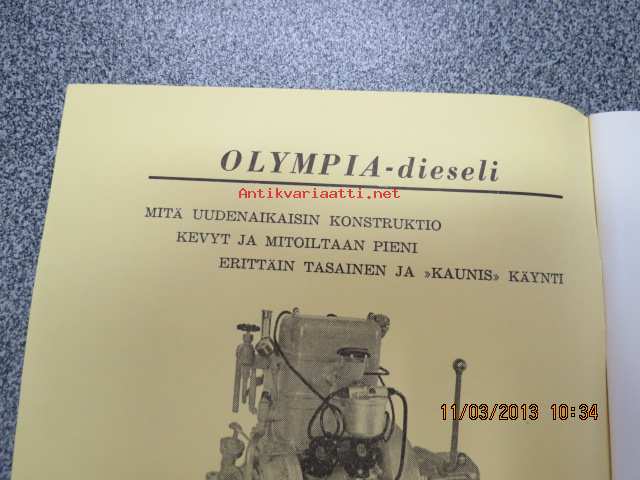 OLYMPIA-dieseli
Antikvariaatti.net
MITÄ UUDENAIKAISIN KONSTRUKTIO
KEVYT JA MITOILTAAN PIENI
ERITTÄIN TASAINEN JA »KAUNIS» KÄYNTI
11/03/2013 10:34